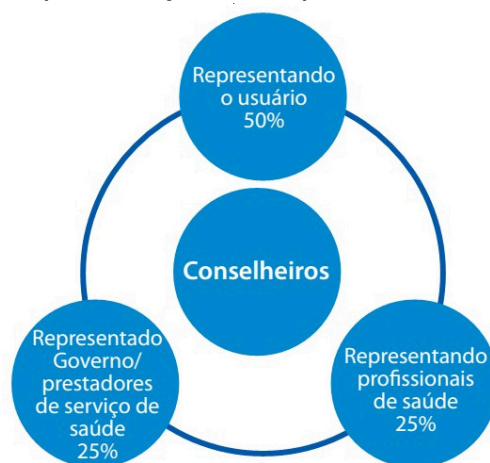 Representando
o usuário
50%
Conselheiros
Representado
Governo/
prestadores
de serviço de
saúde
25%
Representando
profissionais
de saúde
25%